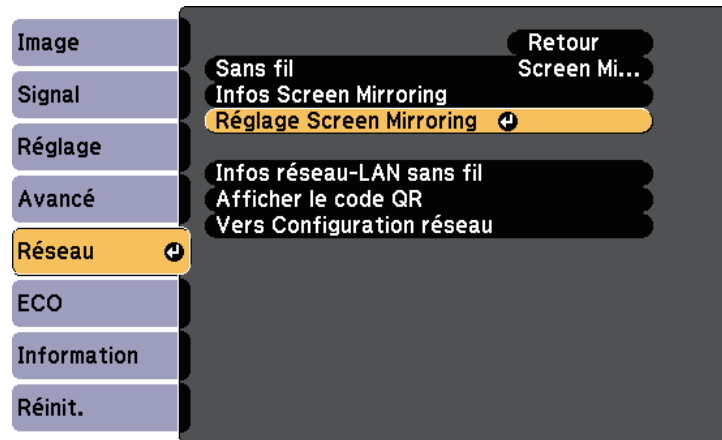 Image
Signal
Réglage
Avancé
Réseau
ECO
Information
Réinit.
Retour
Sans fil Screen Mi...
Infos Screen Mirroring
Réglage Screen Mirroring
Infos réseau-LAN sans fil
Afficher le code QR
Vers Configuration réseau